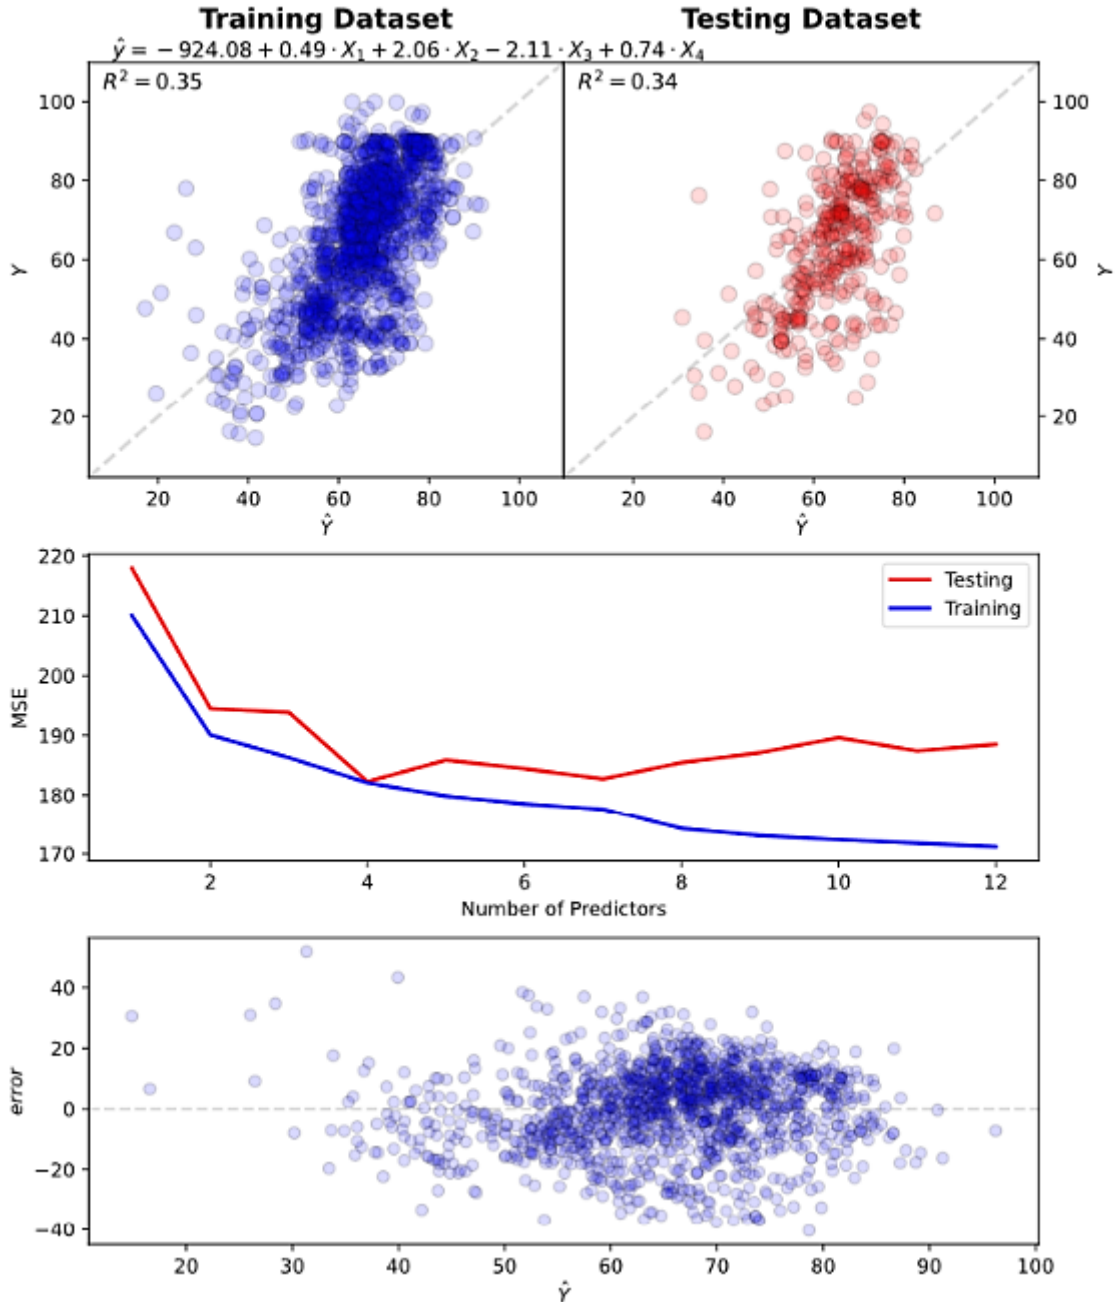 Training Dataset
Testing Dataset
ŷ = − 924.08 + 0.49 · X₁ + 2.06 · X₂ − 2.11 · X₃ + 0.74 · X₄
R² = 0.35
R² = 0.34
100
80
60
40
20
Y
100
80
60
40
20
Y
20 40 60 80 100
20 40 60 80 100
Ŷ
Ŷ
220
210
200
190
180
170
MSE
Testing
Training
2 4 6 8 10 12
Number of Predictors
40
20
0
−20
−40
error
20 30 40 50 60 70 80 90 100
Ŷ